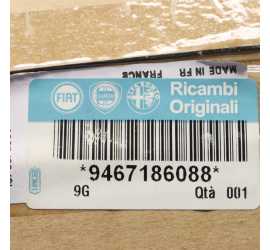 MADE IN FR
FRANCE
FIAT
Ricambi
Originali
*9467186088*
9G
Qtà 001